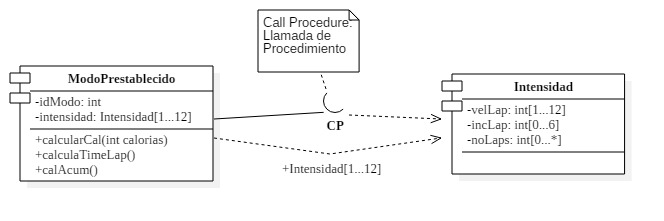 Call Procedure:
Llamada de
Procedimiento
ModoPrestablecido
-idModo: int
-intensidad: Intensidad[1...12]
+calcularCal(int calorias)
+calculaTimeLap()
+calAcum()
CP
+Intensidad[1...12]
Intensidad
-velLap: int[1...12]
-incLap: int[0...6]
-noLaps: int[0...*]